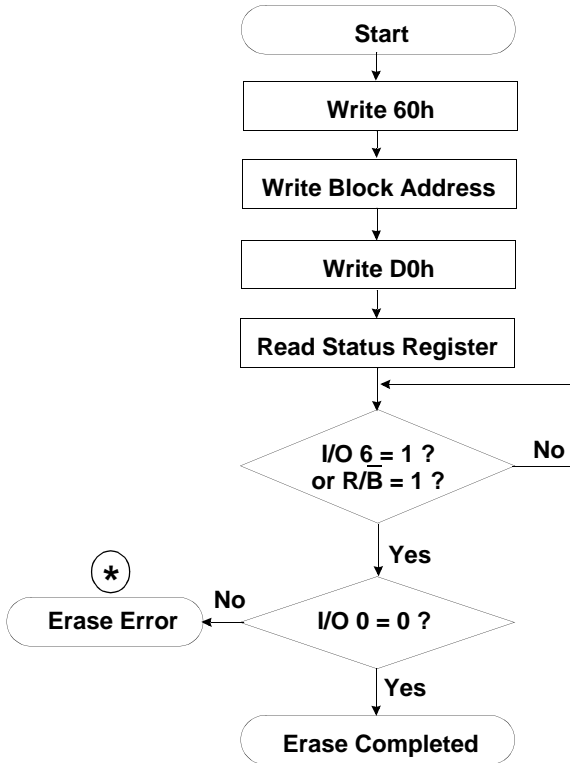 Start
Write 60h
Write Block Address
Write D0h
Read Status Register
I/O 6 = 1 ?
or R/B̅ = 1 ?
No
Yes
*
No
Erase Error
I/O 0 = 0 ?
Yes
Erase Completed